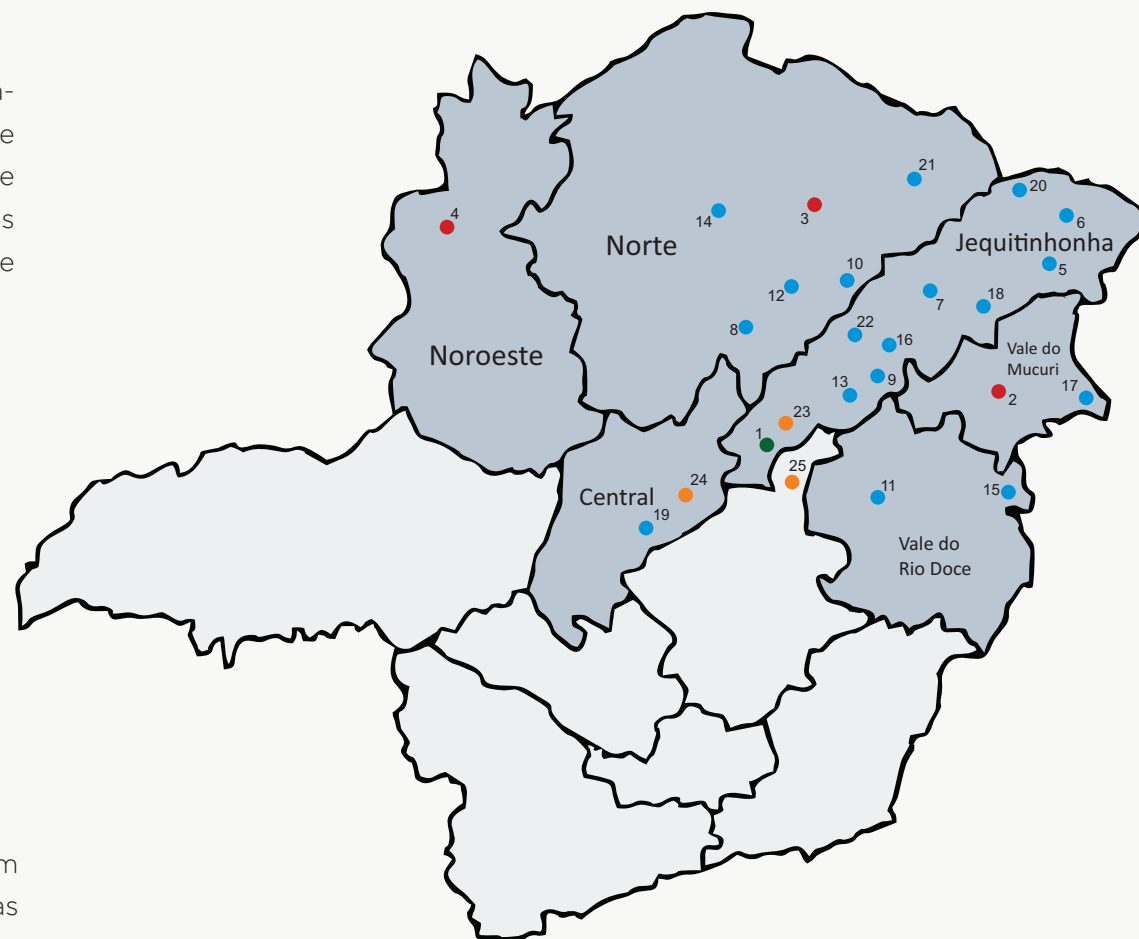 a-
e
e
s
e
m
as
21
20
4
14
3
6
Norte
Jequitinhonha
10
5
12
7
18
8
22
Noroeste
16
Vale do
Mucuri
13
9
17
2
23
1
25
24
Central
11
15
19
Vale do
Rio Doce